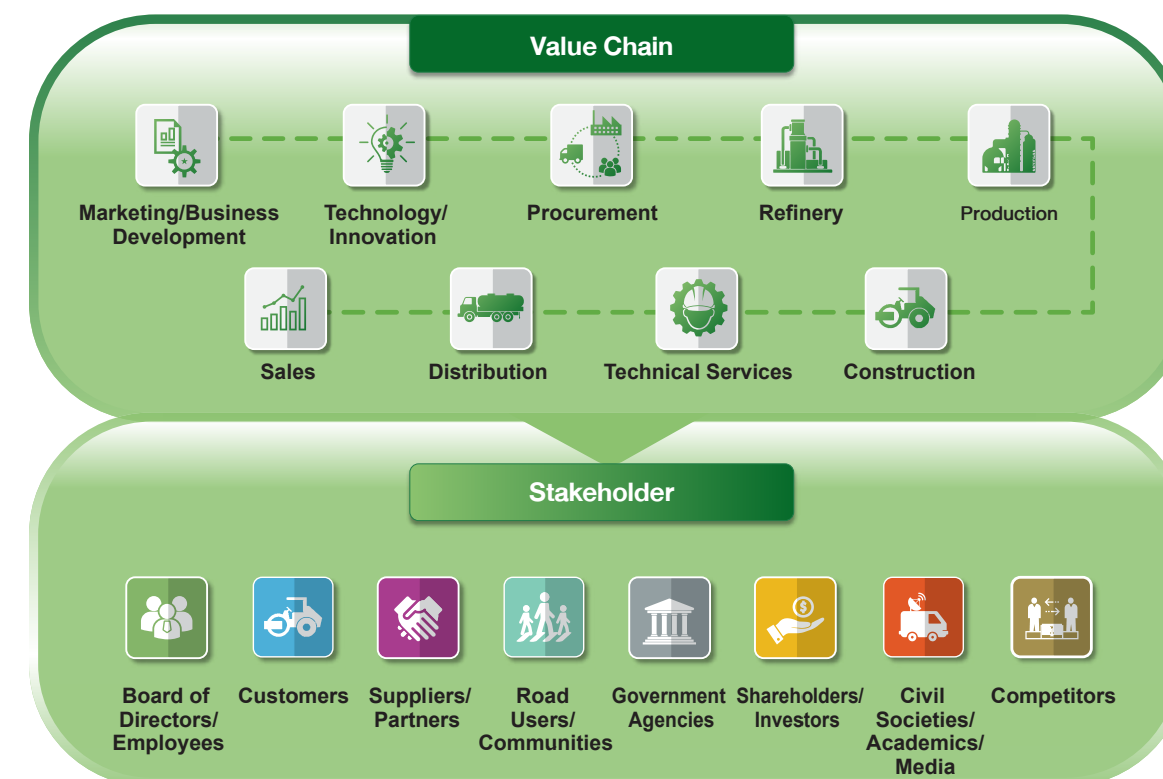 Value Chain
Marketing/Business
Development
Technology/
Innovation
Procurement
Refinery
Production
Sales
Distribution
Technical Services
Construction
Stakeholder
Board of
Directors/
Employees
Customers
Suppliers/
Partners
Road
Users/
Communities
Government
Agencies
Shareholders/
Investors
Civil
Societies/
Academics/
Media
Competitors